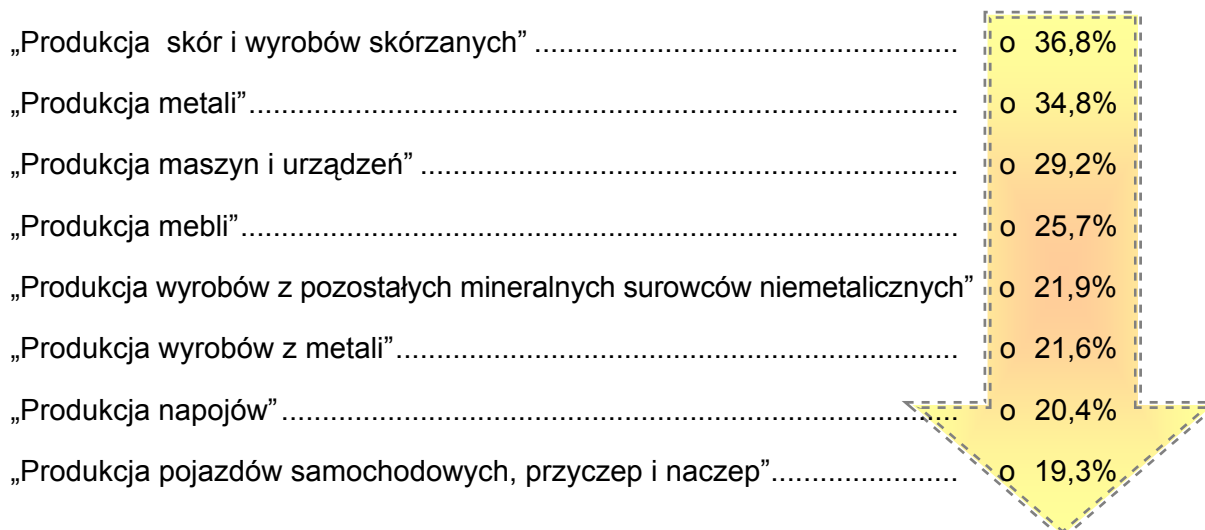 „Produkcja  skór i wyrobów skórzanych” .................................................. o 36,8%
„Produkcja metali”.................................................................................... o 34,8%
„Produkcja maszyn i urządzeń” ............................................................... o 29,2%
„Produkcja mebli”..................................................................................... o 25,7%
„Produkcja wyrobów z pozostałych mineralnych surowców niemetalicznych” o 21,9%
„Produkcja wyrobów z metali”.................................................................. o 21,6%
„Produkcja napojów” ................................................................................ o 20,4%
„Produkcja pojazdów samochodowych, przyczep i naczep”...................... o 19,3%